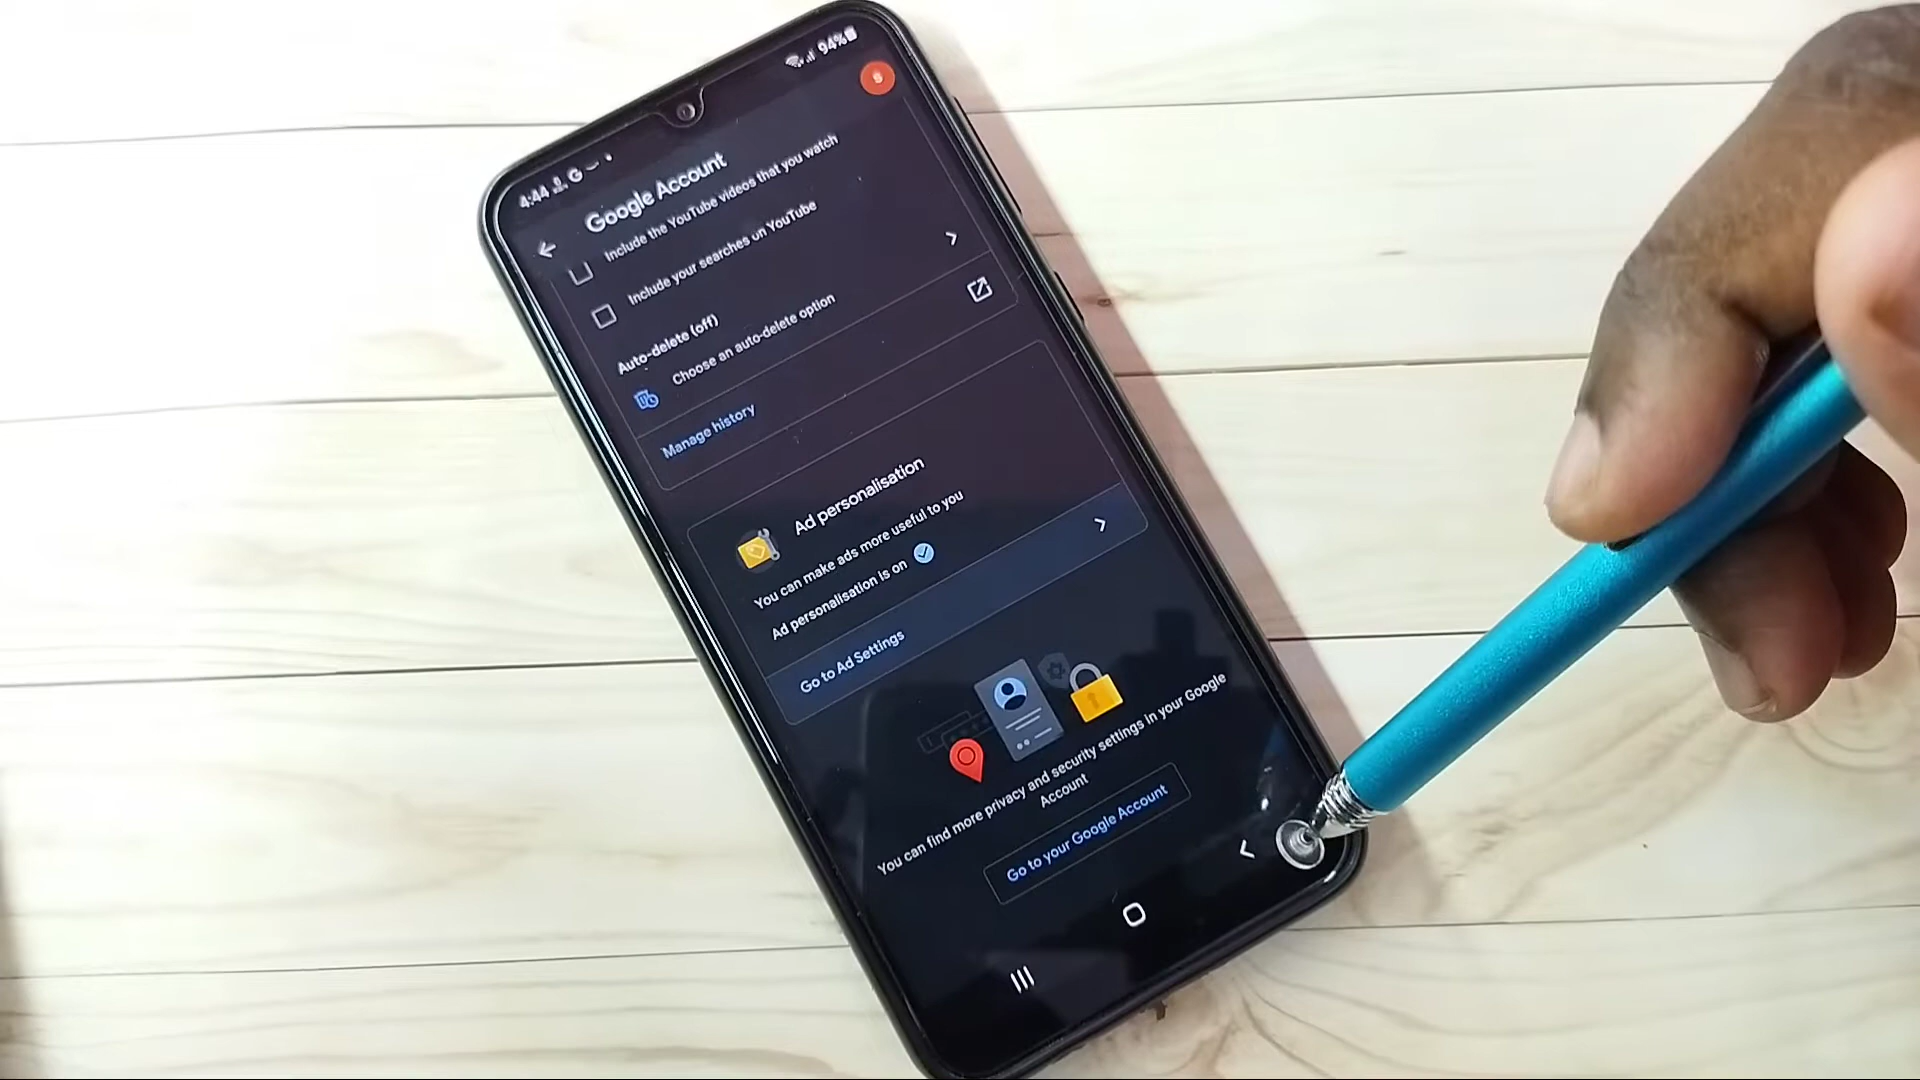 4:44 G
94%
Google Account
S
Include the YouTube videos that you watch
Include your searches on YouTube
Auto-delete (off)
Choose an auto-delete option
Manage history
Ad personalisation
You can make ads more useful to you
Ad personalisation is on
Go to Ad Settings
You can find more privacy and security settings in your Google
Account
Go to your Google Account